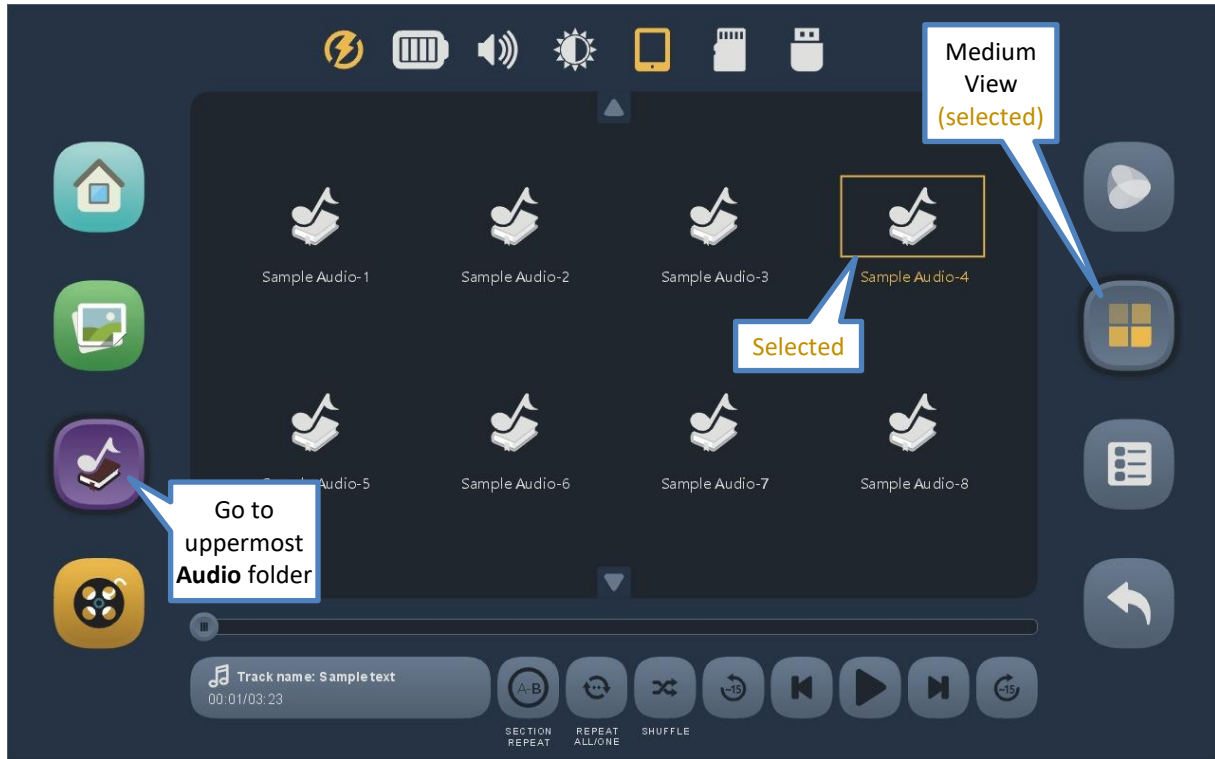 Medium
View
(selected)
Sample Audio-1
Sample Audio-2
Sample Audio-3
Sample Audio-4
Selected
Audio-5
Sample Audio-6
Sample Audio-7
Sample Audio-8
Go to
uppermost
Audio folder
Track name: Sample text
00:01/03:23
A-B
-15
-15
SECTION
REPEAT
REPEAT
ALL/ONE
SHUFFLE